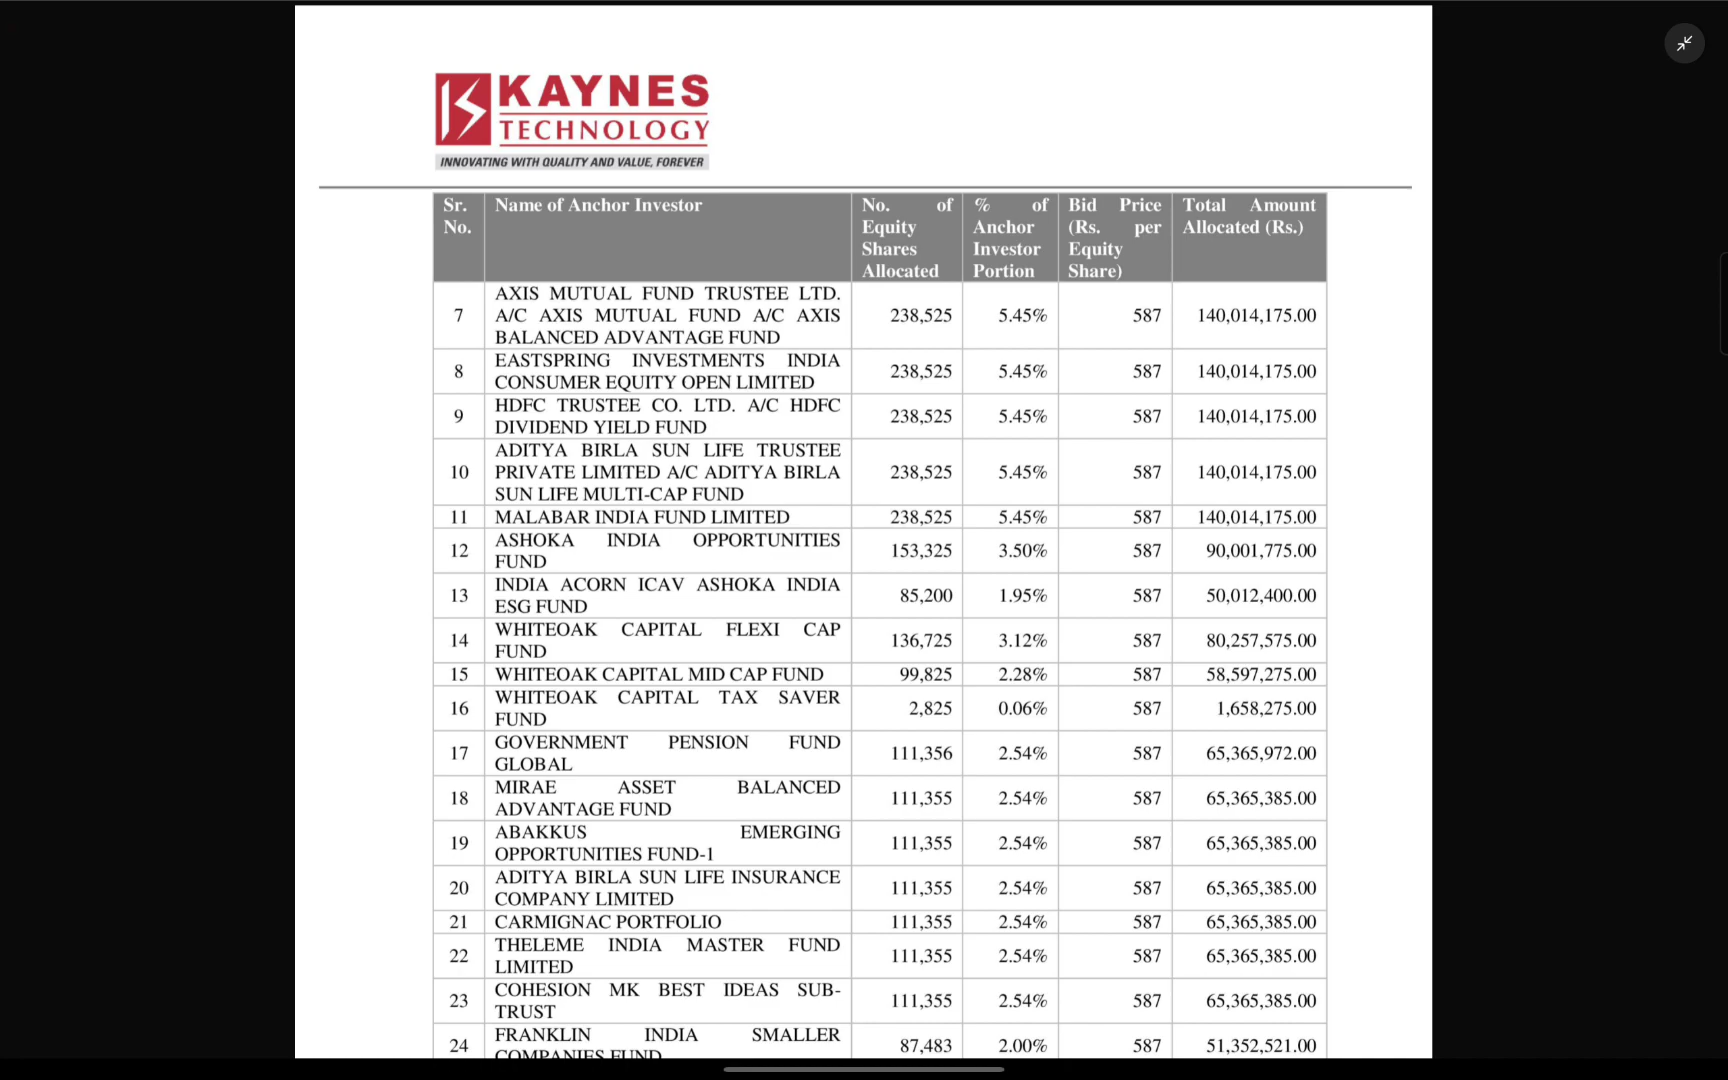 KAYNES
TECHNOLOGY
INNOVATING WITH QUALITY AND VALUE, FOREVER
Sr. No. Name of Anchor Investor No. of Equity Shares Allocated % of Anchor Investor Portion Bid Price (Rs. per Equity Share) Total Amount Allocated (Rs.)
7 AXIS MUTUAL FUND TRUSTEE LTD. A/C AXIS MUTUAL FUND A/C AXIS BALANCED ADVANTAGE FUND 238,525 5.45% 587 140,014,175.00
8 EASTSPRING INVESTMENTS INDIA CONSUMER EQUITY OPEN LIMITED 238,525 5.45% 587 140,014,175.00
9 HDFC TRUSTEE CO. LTD. A/C HDFC DIVIDEND YIELD FUND 238,525 5.45% 587 140,014,175.00
10 ADITYA BIRLA SUN LIFE TRUSTEE PRIVATE LIMITED A/C ADITYA BIRLA SUN LIFE MULTI-CAP FUND 238,525 5.45% 587 140,014,175.00
11 MALABAR INDIA FUND LIMITED 238,525 5.45% 587 140,014,175.00
12 ASHOKA INDIA OPPORTUNITIES FUND 153,325 3.50% 587 90,001,775.00
13 INDIA ACORN ICAV ASHOKA INDIA ESG FUND 85,200 1.95% 587 50,012,400.00
14 WHITEOAK CAPITAL FLEXI CAP FUND 136,725 3.12% 587 80,257,575.00
15 WHITEOAK CAPITAL MID CAP FUND 99,825 2.28% 587 58,597,275.00
16 WHITEOAK CAPITAL TAX SAVER FUND 2,825 0.06% 587 1,658,275.00
17 GOVERNMENT PENSION FUND GLOBAL 111,356 2.54% 587 65,365,972.00
18 MIRAE ASSET BALANCED ADVANTAGE FUND 111,355 2.54% 587 65,365,385.00
19 ABAKKUS EMERGING OPPORTUNITIES FUND-1 111,355 2.54% 587 65,365,385.00
20 ADITYA BIRLA SUN LIFE INSURANCE COMPANY LIMITED 111,355 2.54% 587 65,365,385.00
21 CARMIGNAC PORTFOLIO 111,355 2.54% 587 65,365,385.00
22 THELEME INDIA MASTER FUND LIMITED 111,355 2.54% 587 65,365,385.00
23 COHESION MK BEST IDEAS SUB-TRUST 111,355 2.54% 587 65,365,385.00
24 FRANKLIN INDIA SMALLER COMPANIES FUND 87,483 2.00% 587 51,352,521.00